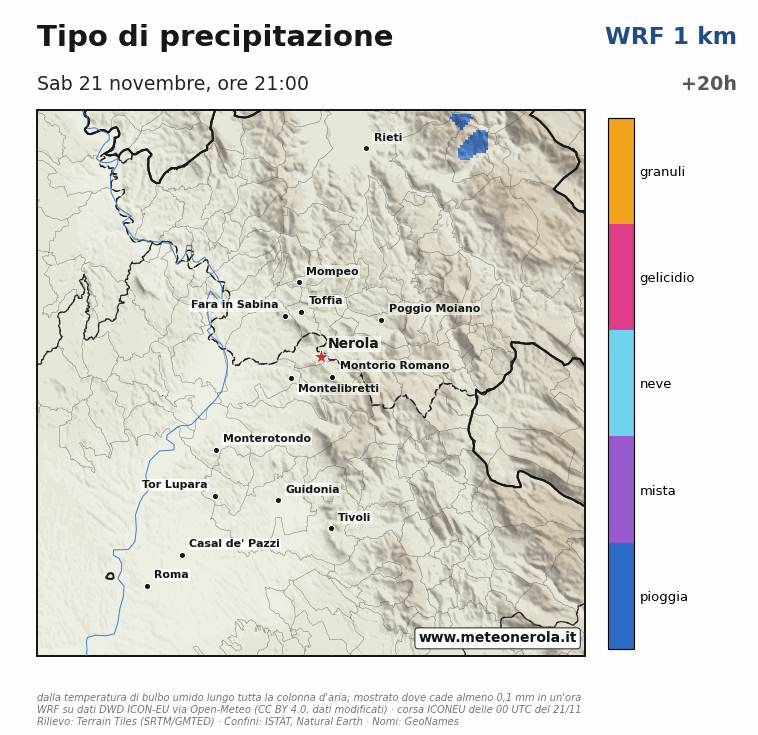 Tipo di precipitazione
WRF 1 km
Sab 21 novembre, ore 21:00
+20h
Rieti
granuli
gelicidio
Mompeo
Toffia
Fara in Sabina
Poggio Moiano
Nerola
Montorio Romano
neve
Montelibretti
Monterotondo
Tor Lupara
Guidonia
mista
Tivoli
Casal de' Pazzi
Roma
pioggia
www.meteonerola.it
dalla temperatura di bulbo umido lungo tutta la colonna d'aria; mostrato dove cade almeno 0,1 mm in un'ora
WRF su dati DWD ICON-EU via Open-Meteo (CC BY 4.0, dati modificati) · corsa ICONEU delle 00 UTC del 21/11
Rilievo: Terrain Tiles (SRTM/GMTED) · Confini: ISTAT, Natural Earth · Nomi: GeoNames